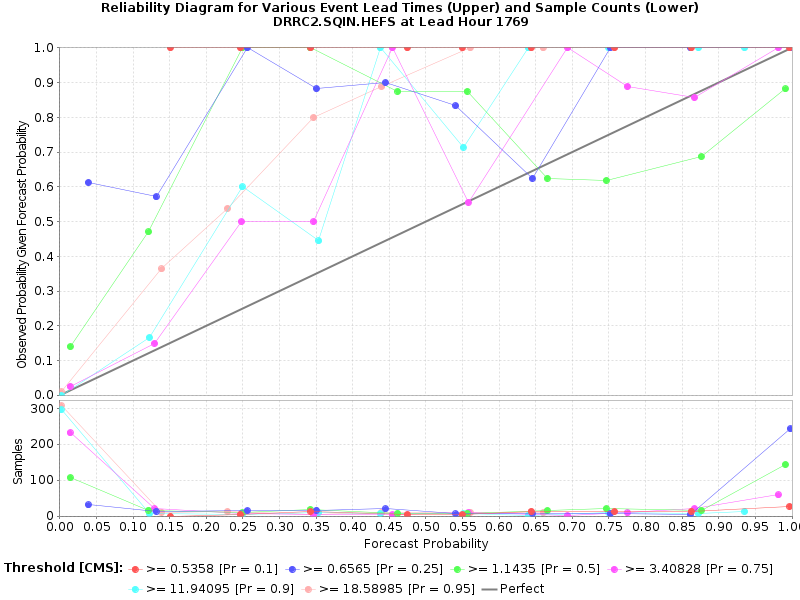 Reliability Diagram for Various Event Lead Times (Upper) and Sample Counts (Lower)
DRRC2.SQIN.HEFS at Lead Hour 1769
Observed Probability Given Forecast Probability
1.0
0.9
0.8
0.7
0.6
0.5
0.4
0.3
0.2
0.1
0.0
Samples
300
200
100
0
0.00 0.05 0.10 0.15 0.20 0.25 0.30 0.35 0.40 0.45 0.50 0.55 0.60 0.65 0.70 0.75 0.80 0.85 0.90 0.95 1.0
Forecast Probability
Threshold [CMS]: >= 0.5358 [Pr = 0.1] >= 0.6565 [Pr = 0.25] >= 1.1435 [Pr = 0.5] >= 3.40828 [Pr = 0.75]
>= 11.94095 [Pr = 0.9] >= 18.58985 [Pr = 0.95] Perfect